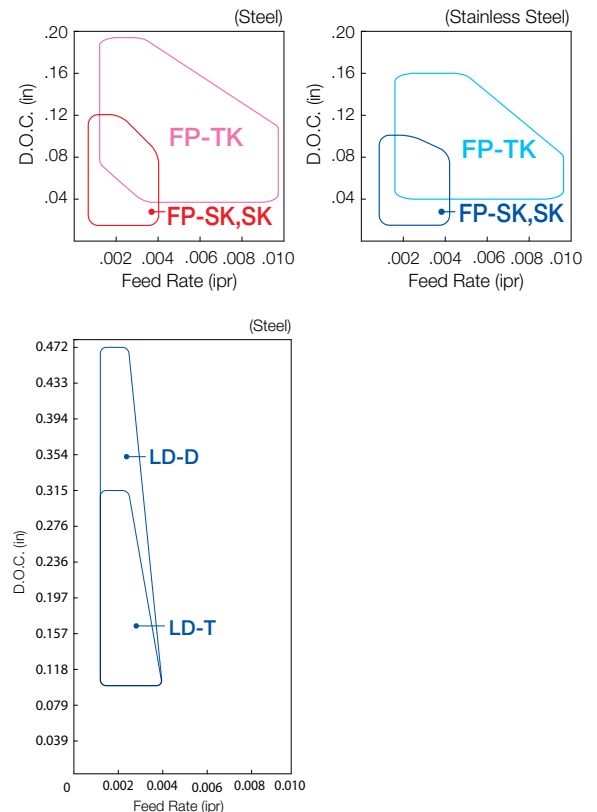 (Steel)
D.O.C. (in)
.20
.16
.12
.08
.04
FP-TK
FP-SK,SK
.002 .004 .006 .008 .010
Feed Rate (ipr)
(Stainless Steel)
D.O.C. (in)
.20
.16
.12
.08
.04
FP-TK
FP-SK,SK
.002 .004 .006 .008 .010
Feed Rate (ipr)
(Steel)
D.O.C. (in)
0.472
0.433
0.394
0.354
0.315
0.276
0.236
0.197
0.157
0.118
0.079
0.039
LD-D
LD-T
0 0.002 0.004 0.006 0.008 0.010
Feed Rate (ipr)